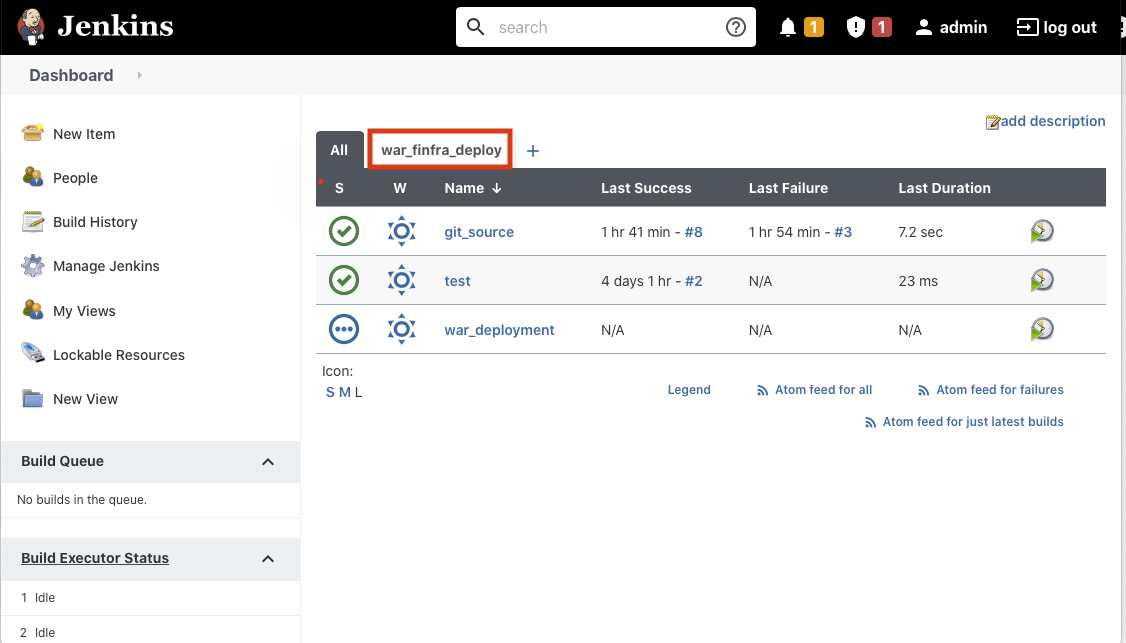 Jenkins
search
1
1
admin
log out
Dashboard
New Item
People
Build History
Manage Jenkins
My Views
Lockable Resources
New View
Build Queue
No builds in the queue.
Build Executor Status
1 Idle
2 Idle
add description
All war_finfra_deploy +
S W Name ↓ Last Success Last Failure Last Duration
git_source 1 hr 41 min - #8 1 hr 54 min - #3 7.2 sec
test 4 days 1 hr - #2 N/A 23 ms
war_deployment N/A N/A N/A
Icon:
S M L
Legend Atom feed for all Atom feed for failures
Atom feed for just latest builds